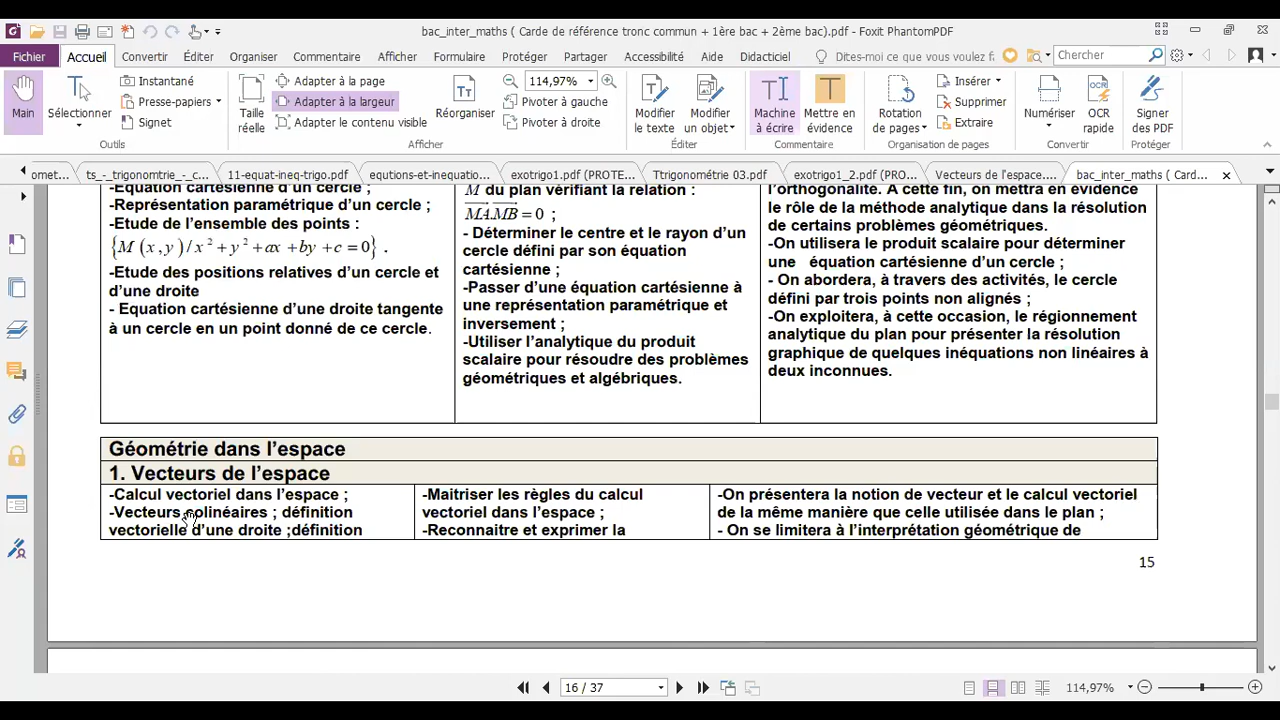 bac_inter_maths ( Carde de référence tronc commun + 1ère bac + 2ème bac).pdf - Foxit PhantomPDF
Fichier Accueil Convertir Éditer Organiser Commentaire Afficher Formulaire Protéger Partager Accessibilité Aide Didacticiel Dites-moi ce que vous voulez f Chercher
Main
Sélectionner
Instantané
Presse-papiers
Signet
Outils
Taille réelle
Adapter à la page
Adapter à la largeur
Adapter le contenu visible
Réorganiser
114,97%
Pivoter à gauche
Pivoter à droite
Afficher
Modifier le texte
Modifier un objet
Éditer
Machine à écrire
Mettre en évidence
Commentaire
Rotation de pages
Insérer
Supprimer
Extraire
Organisation de pages
Numériser
OCR rapide
Convertir
Signer des PDF
Protéger
omet... ts_-_trigonomtrie_-_c... 11-equat-ineq-trigo.pdf equtions-et-inequatio... exotrigo1.pdf (PROTE... Ttrigonométrie 03.pdf exotrigo1_2.pdf (PRO... Vecteurs de l'espace.... bac_inter_maths ( Card...
-Equation cartésienne d'un cercle ;
-Représentation paramétrique d'un cercle ;
-Etude de l'ensemble des points :
{M (x, y) / x² + y² + ax + by + c = 0} .
-Etude des positions relatives d'un cercle et
d'une droite
- Equation cartésienne d'une droite tangente
à un cercle en un point donné de ce cercle.
M du plan vérifiant la relation :
MA.MB = 0 ;
- Déterminer le centre et le rayon d'un
cercle défini par son équation
cartésienne ;
-Passer d'une équation cartésienne à
une représentation paramétrique et
inversement ;
-Utiliser l'analytique du produit
scalaire pour résoudre des problèmes
géométriques et algébriques.
l'orthogonalité. A cette fin, on mettra en évidence
le rôle de la méthode analytique dans la résolution
de certains problèmes géométriques.
-On utilisera le produit scalaire pour déterminer
une équation cartésienne d'un cercle ;
- On abordera, à travers des activités, le cercle
défini par trois points non alignés ;
-On exploitera, à cette occasion, le régionnement
analytique du plan pour présenter la résolution
graphique de quelques inéquations non linéaires à
deux inconnues.
Géométrie dans l'espace
1. Vecteurs de l'espace
-Calcul vectoriel dans l'espace ;
-Vecteurs colinéaires ; définition
vectorielle d'une droite ;définition
-Maitriser les règles du calcul
vectoriel dans l'espace ;
-Reconnaitre et exprimer la
-On présentera la notion de vecteur et le calcul vectoriel
de la même manière que celle utilisée dans le plan ;
- On se limitera à l'interprétation géométrique de
15
16 / 37
114,97%